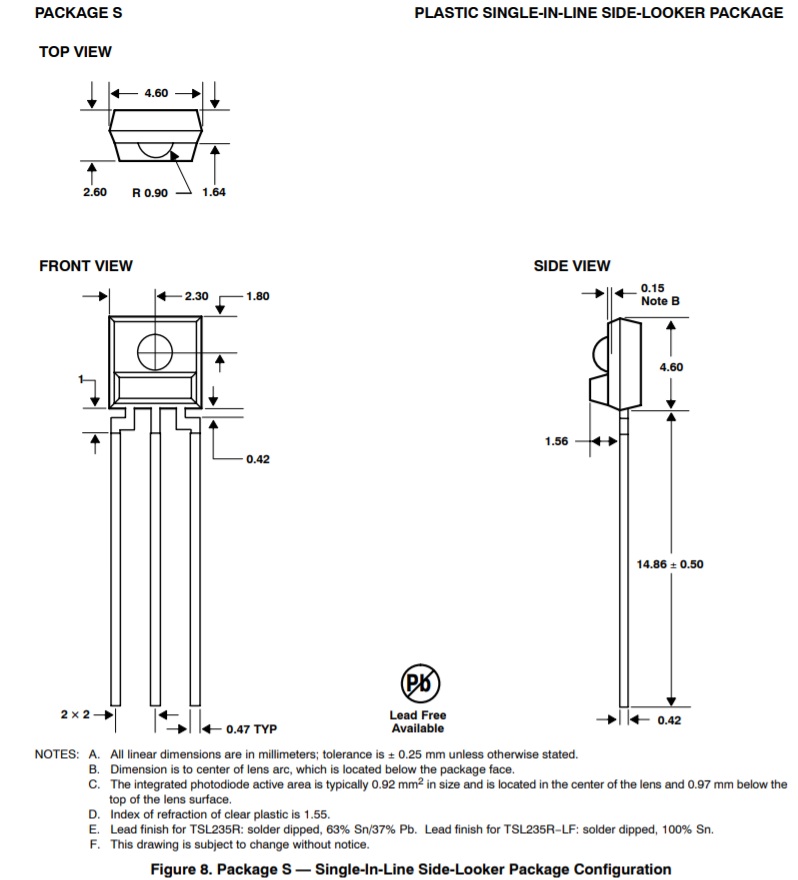 PACKAGE S PLASTIC SINGLE-IN-LINE SIDE-LOOKER PACKAGE
TOP VIEW
4.60
2.60 R 0.90 1.64
FRONT VIEW SIDE VIEW
2.30 1.80
0.15
Note B
4.60
1
1.56
0.42
14.86 ± 0.50
Pb
2 × 2
0.47 TYP
Lead Free
Available
0.42
NOTES: A. All linear dimensions are in millimeters; tolerance is ± 0.25 mm unless otherwise stated.
B. Dimension is to center of lens arc, which is located below the package face.
C. The integrated photodiode active area is typically 0.92 mm2 in size and is located in the center of the lens and 0.97 mm below the
top of the lens surface.
D. Index of refraction of clear plastic is 1.55.
E. Lead finish for TSL235R: solder dipped, 63% Sn/37% Pb. Lead finish for TSL235R−LF: solder dipped, 100% Sn.
F. This drawing is subject to change without notice.
Figure 8. Package S — Single-In-Line Side-Looker Package Configuration